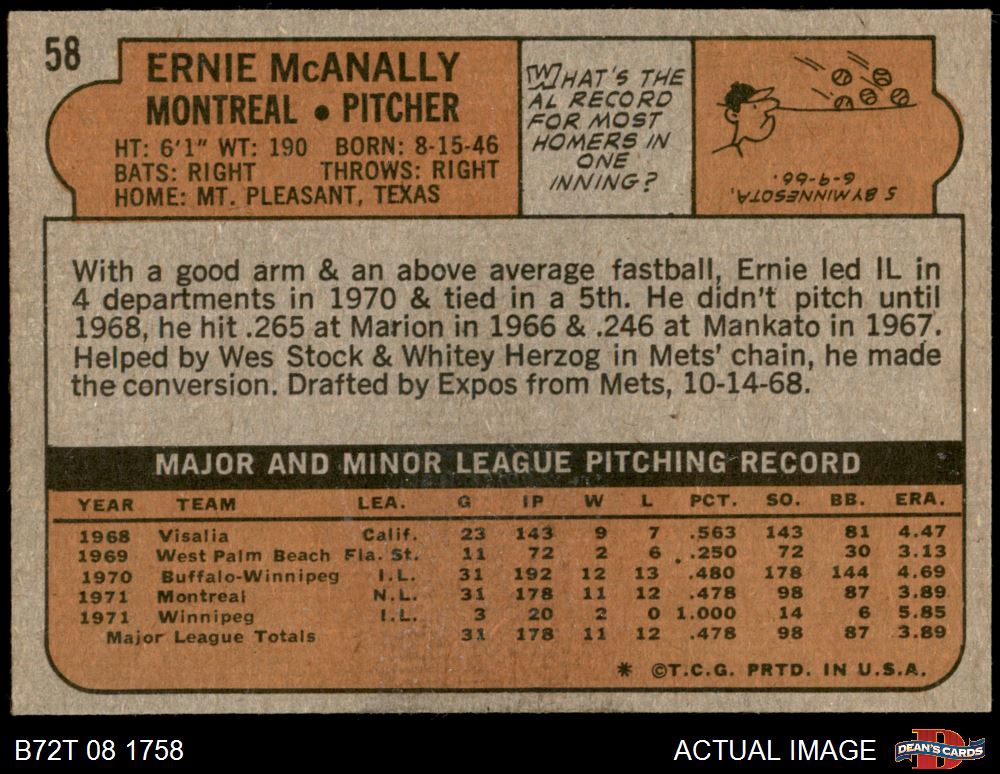 58
ERNIE McANALLY
MONTREAL • PITCHER
HT: 6'1" WT: 190 BORN: 8-15-46
BATS: RIGHT THROWS: RIGHT
HOME: MT. PLEASANT, TEXAS
WHAT'S THE
AL RECORD
FOR MOST
HOMERS IN
ONE
INNING?
5 BY MINNESOTA,
6-9-66.
With a good arm & an above average fastball, Ernie led IL in
4 departments in 1970 & tied in a 5th. He didn't pitch until
1968, he hit .265 at Marion in 1966 & .246 at Mankato in 1967.
Helped by Wes Stock & Whitey Herzog in Mets' chain, he made
the conversion. Drafted by Expos from Mets, 10-14-68.
MAJOR AND MINOR LEAGUE PITCHING RECORD
YEAR TEAM LEA. G IP W L PCT. SO. BB. ERA.
1968 Visalia Calif. 23 143 9 7 .563 143 81 4.47
1969 West Palm Beach Fla. St. 11 72 2 6 .250 72 30 3.13
1970 Buffalo-Winnipeg I.L. 31 192 12 13 .480 178 144 4.69
1971 Montreal N.L. 31 178 11 12 .478 98 87 3.89
1971 Winnipeg I.L. 3 20 2 0 1.000 14 6 5.85
Major League Totals 31 178 11 12 .478 98 87 3.89
* ©T.C.G. PRTD. IN U.S.A.
B72T 08 1758
ACTUAL IMAGE
D
DEAN'S CARDS